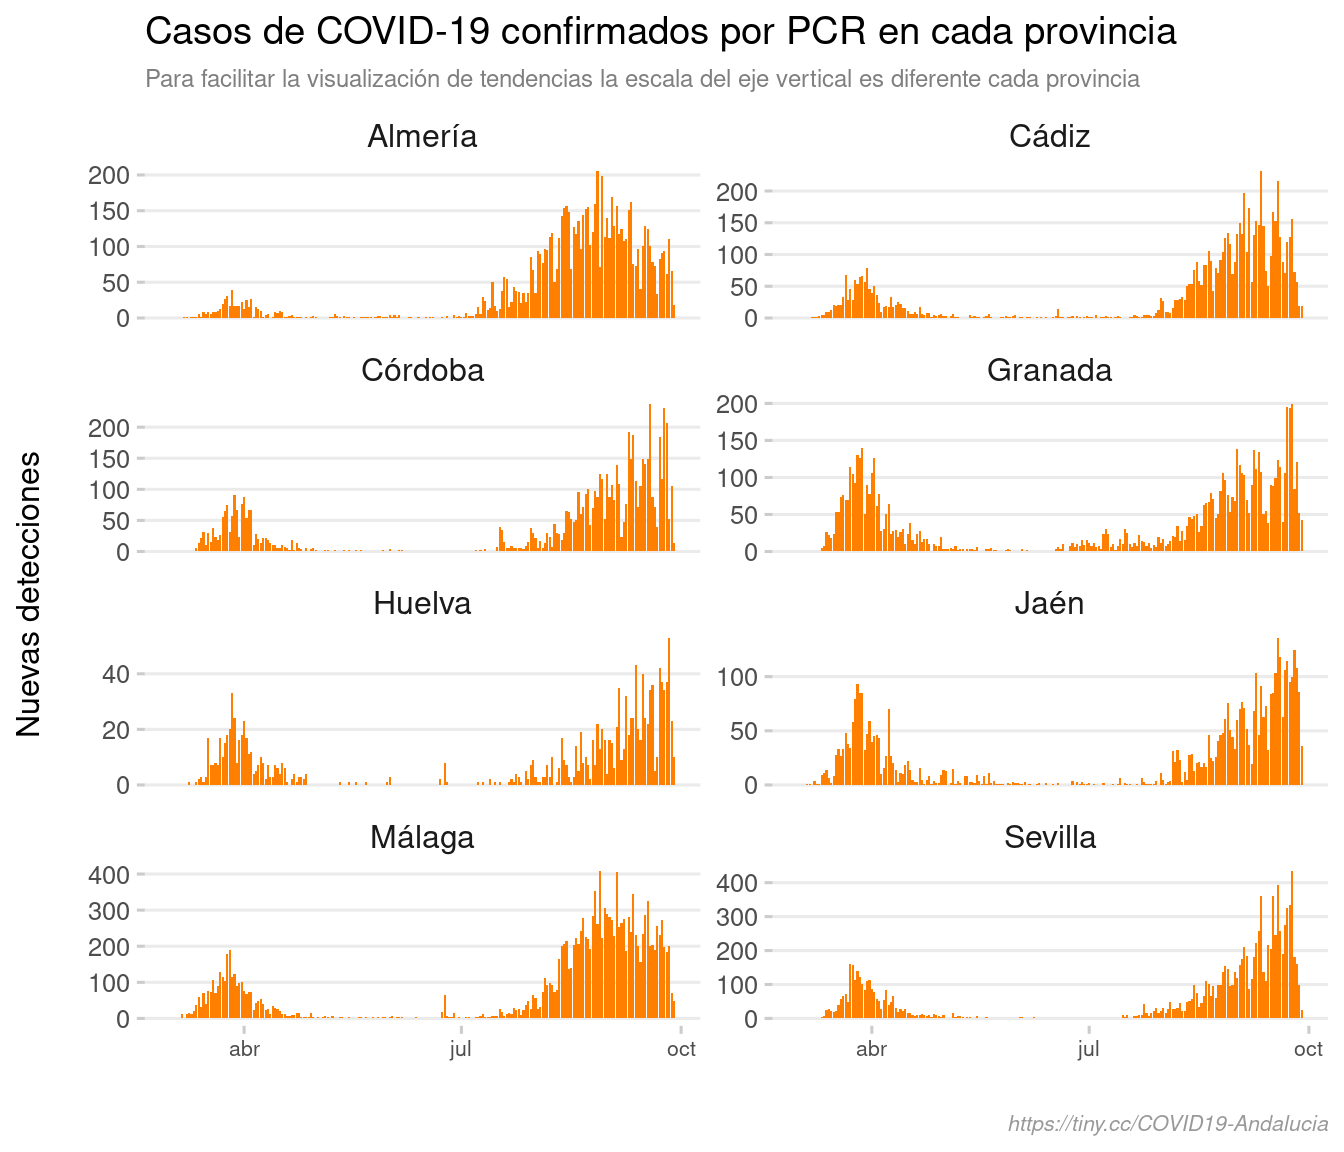 Casos de COVID-19 confirmados por PCR en cada provincia
Para facilitar la visualización de tendencias la escala del eje vertical es diferente cada provincia
Nuevas detecciones
Almería
200
150
100
50
0
Cádiz
200
150
100
50
0
Córdoba
200
150
100
50
0
Granada
200
150
100
50
0
Huelva
40
20
0
Jaén
100
50
0
Málaga
400
300
200
100
0
abr jul oct
Sevilla
400
300
200
100
0
abr jul oct
https://tiny.cc/COVID19-Andalucia